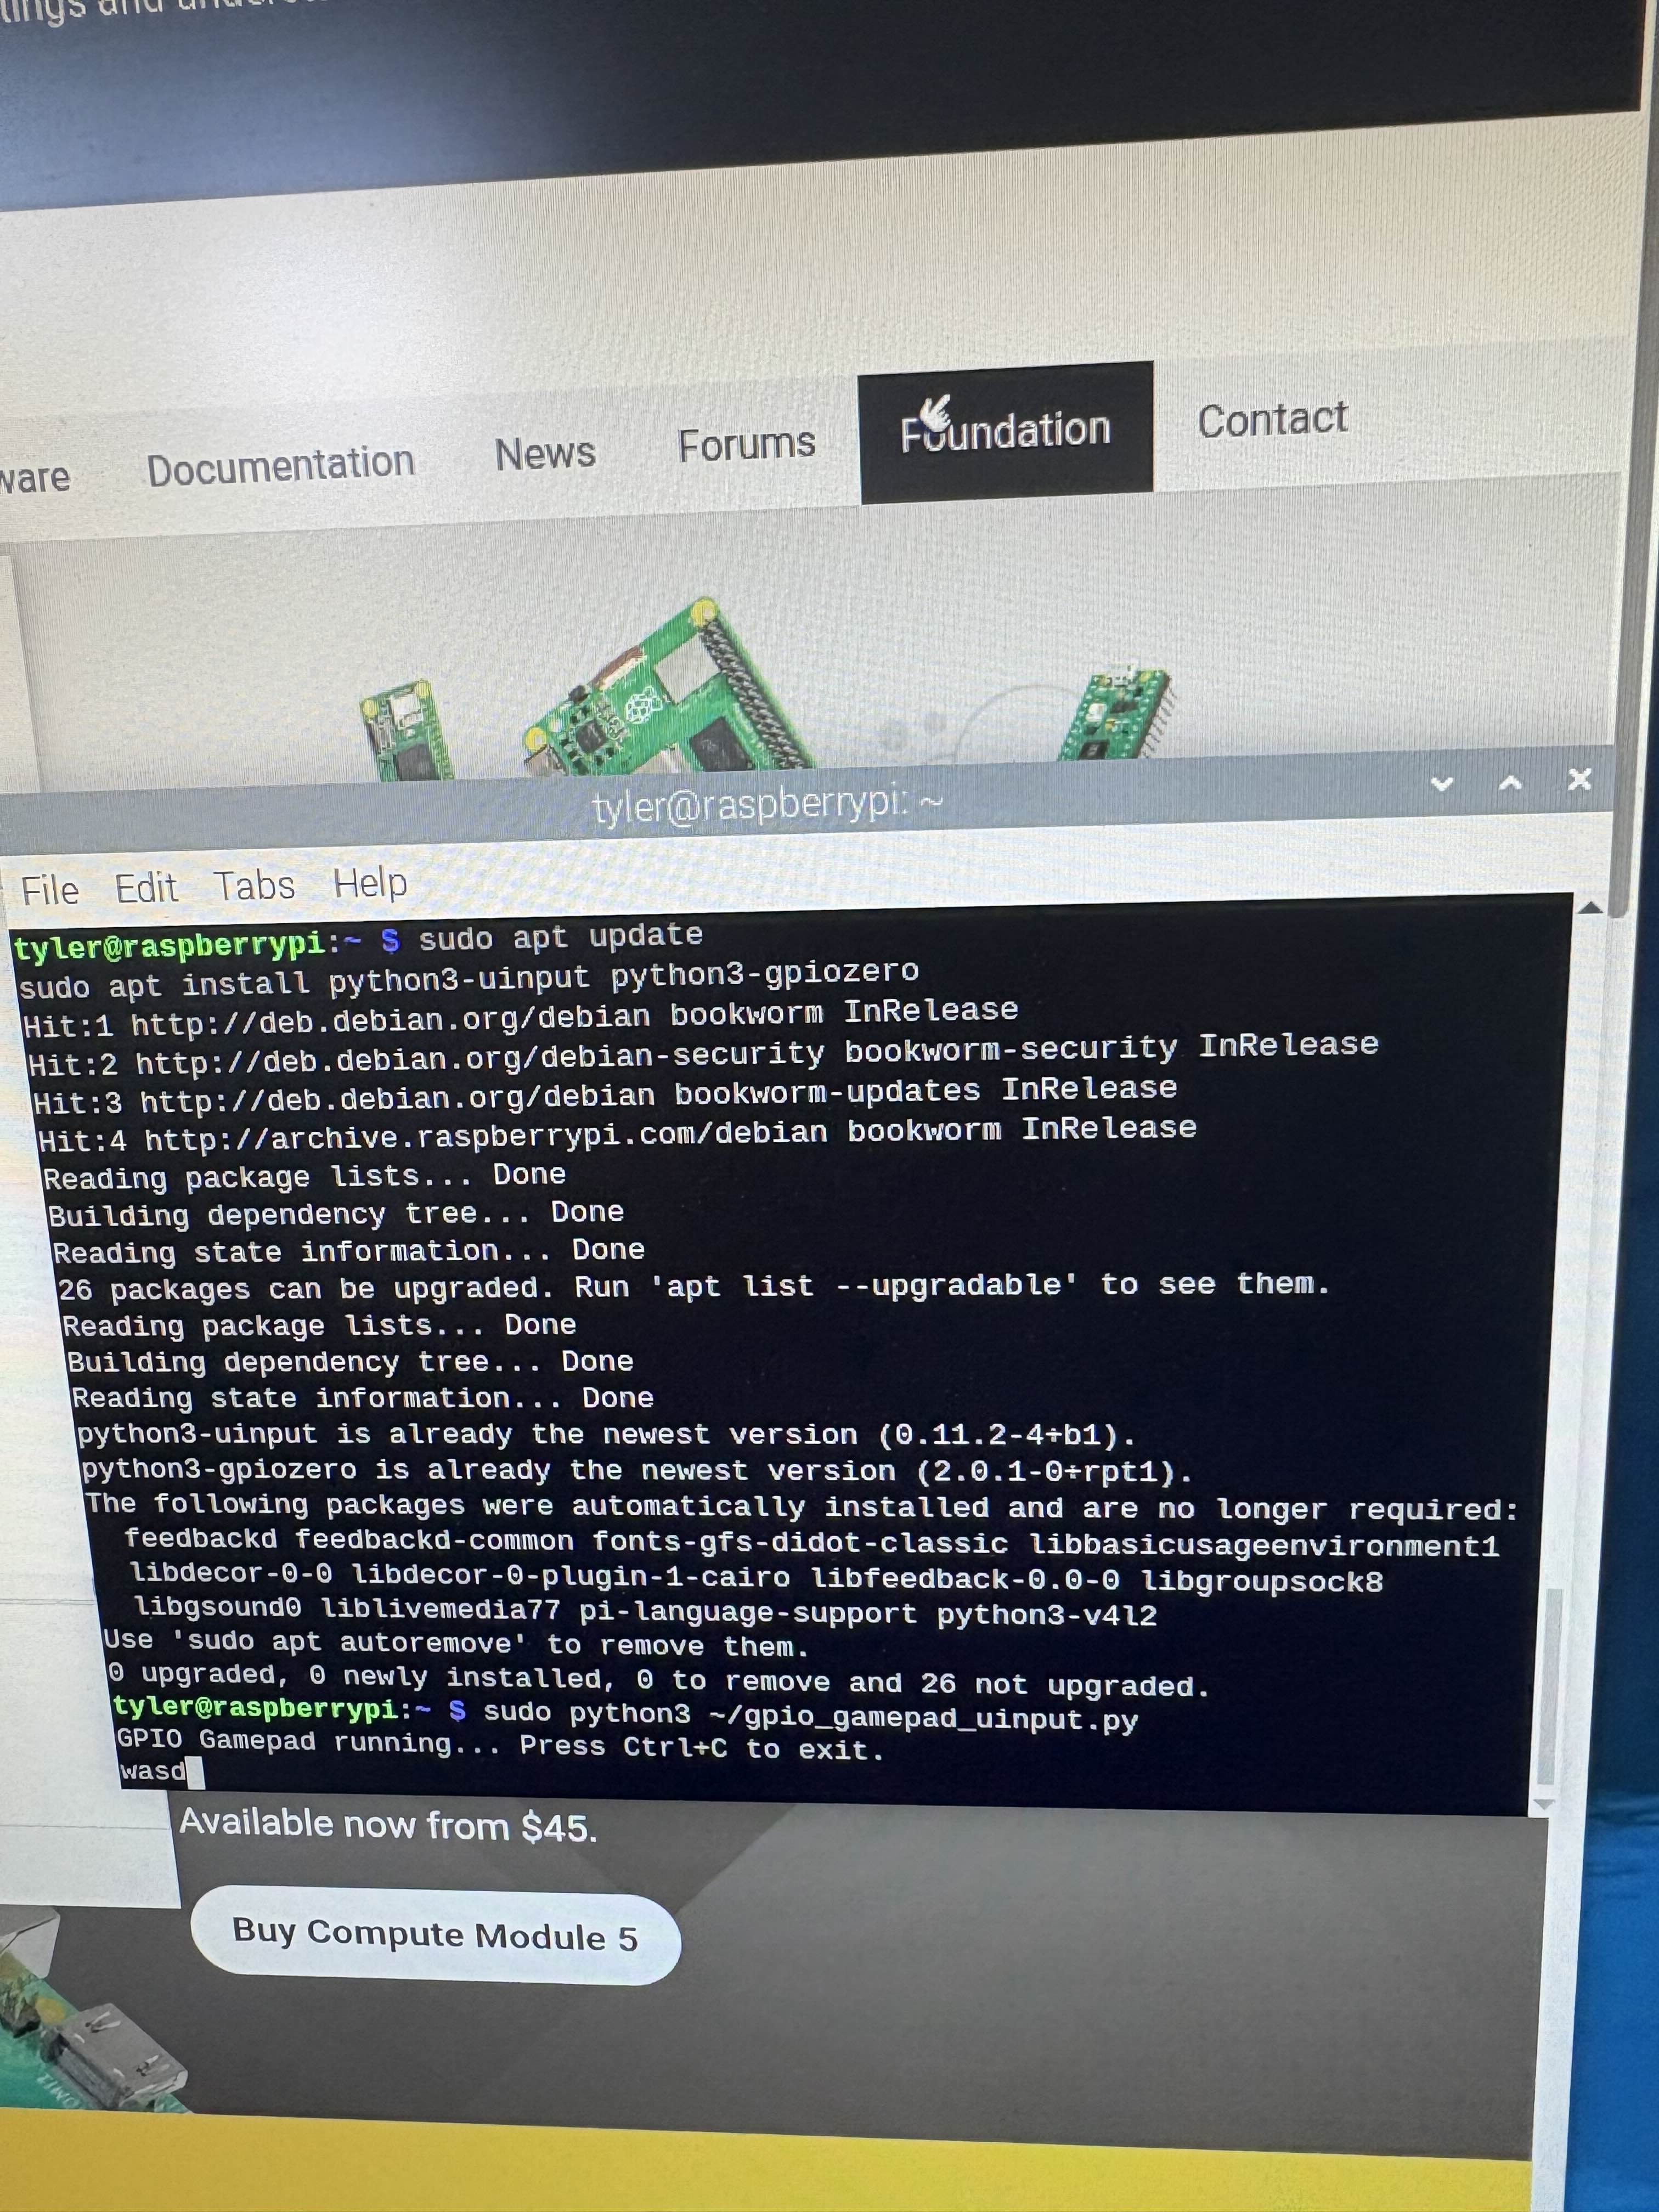 tings and
ware Documentation News Forums Foundation Contact
tyler@raspberrypi: ~
File Edit Tabs Help
tyler@raspberrypi:~ $ sudo apt update
sudo apt install python3-uinput python3-gpiozero
Hit:1 http://deb.debian.org/debian bookworm InRelease
Hit:2 http://deb.debian.org/debian-security bookworm-security InRelease
Hit:3 http://deb.debian.org/debian bookworm-updates InRelease
Hit:4 http://archive.raspberrypi.com/debian bookworm InRelease
Reading package lists... Done
Building dependency tree... Done
Reading state information... Done
26 packages can be upgraded. Run 'apt list --upgradable' to see them.
Reading package lists... Done
Building dependency tree... Done
Reading state information... Done
python3-uinput is already the newest version (0.11.2-4+b1).
python3-gpiozero is already the newest version (2.0.1-0+rpt1).
The following packages were automatically installed and are no longer required:
feedbackd feedbackd-common fonts-gfs-didot-classic libbasicusageenvironment1
libdecor-0-0 libdecor-0-plugin-1-cairo libfeedback-0.0-0 libgroupsock8
libgsound0 liblivemedia77 pi-language-support python3-v4l2
Use 'sudo apt autoremove' to remove them.
0 upgraded, 0 newly installed, 0 to remove and 26 not upgraded.
tyler@raspberrypi:~ $ sudo python3 ~/gpio_gamepad_uinput.py
GPIO Gamepad running... Press Ctrl+C to exit.
wasd
Available now from $45.
Buy Compute Module 5